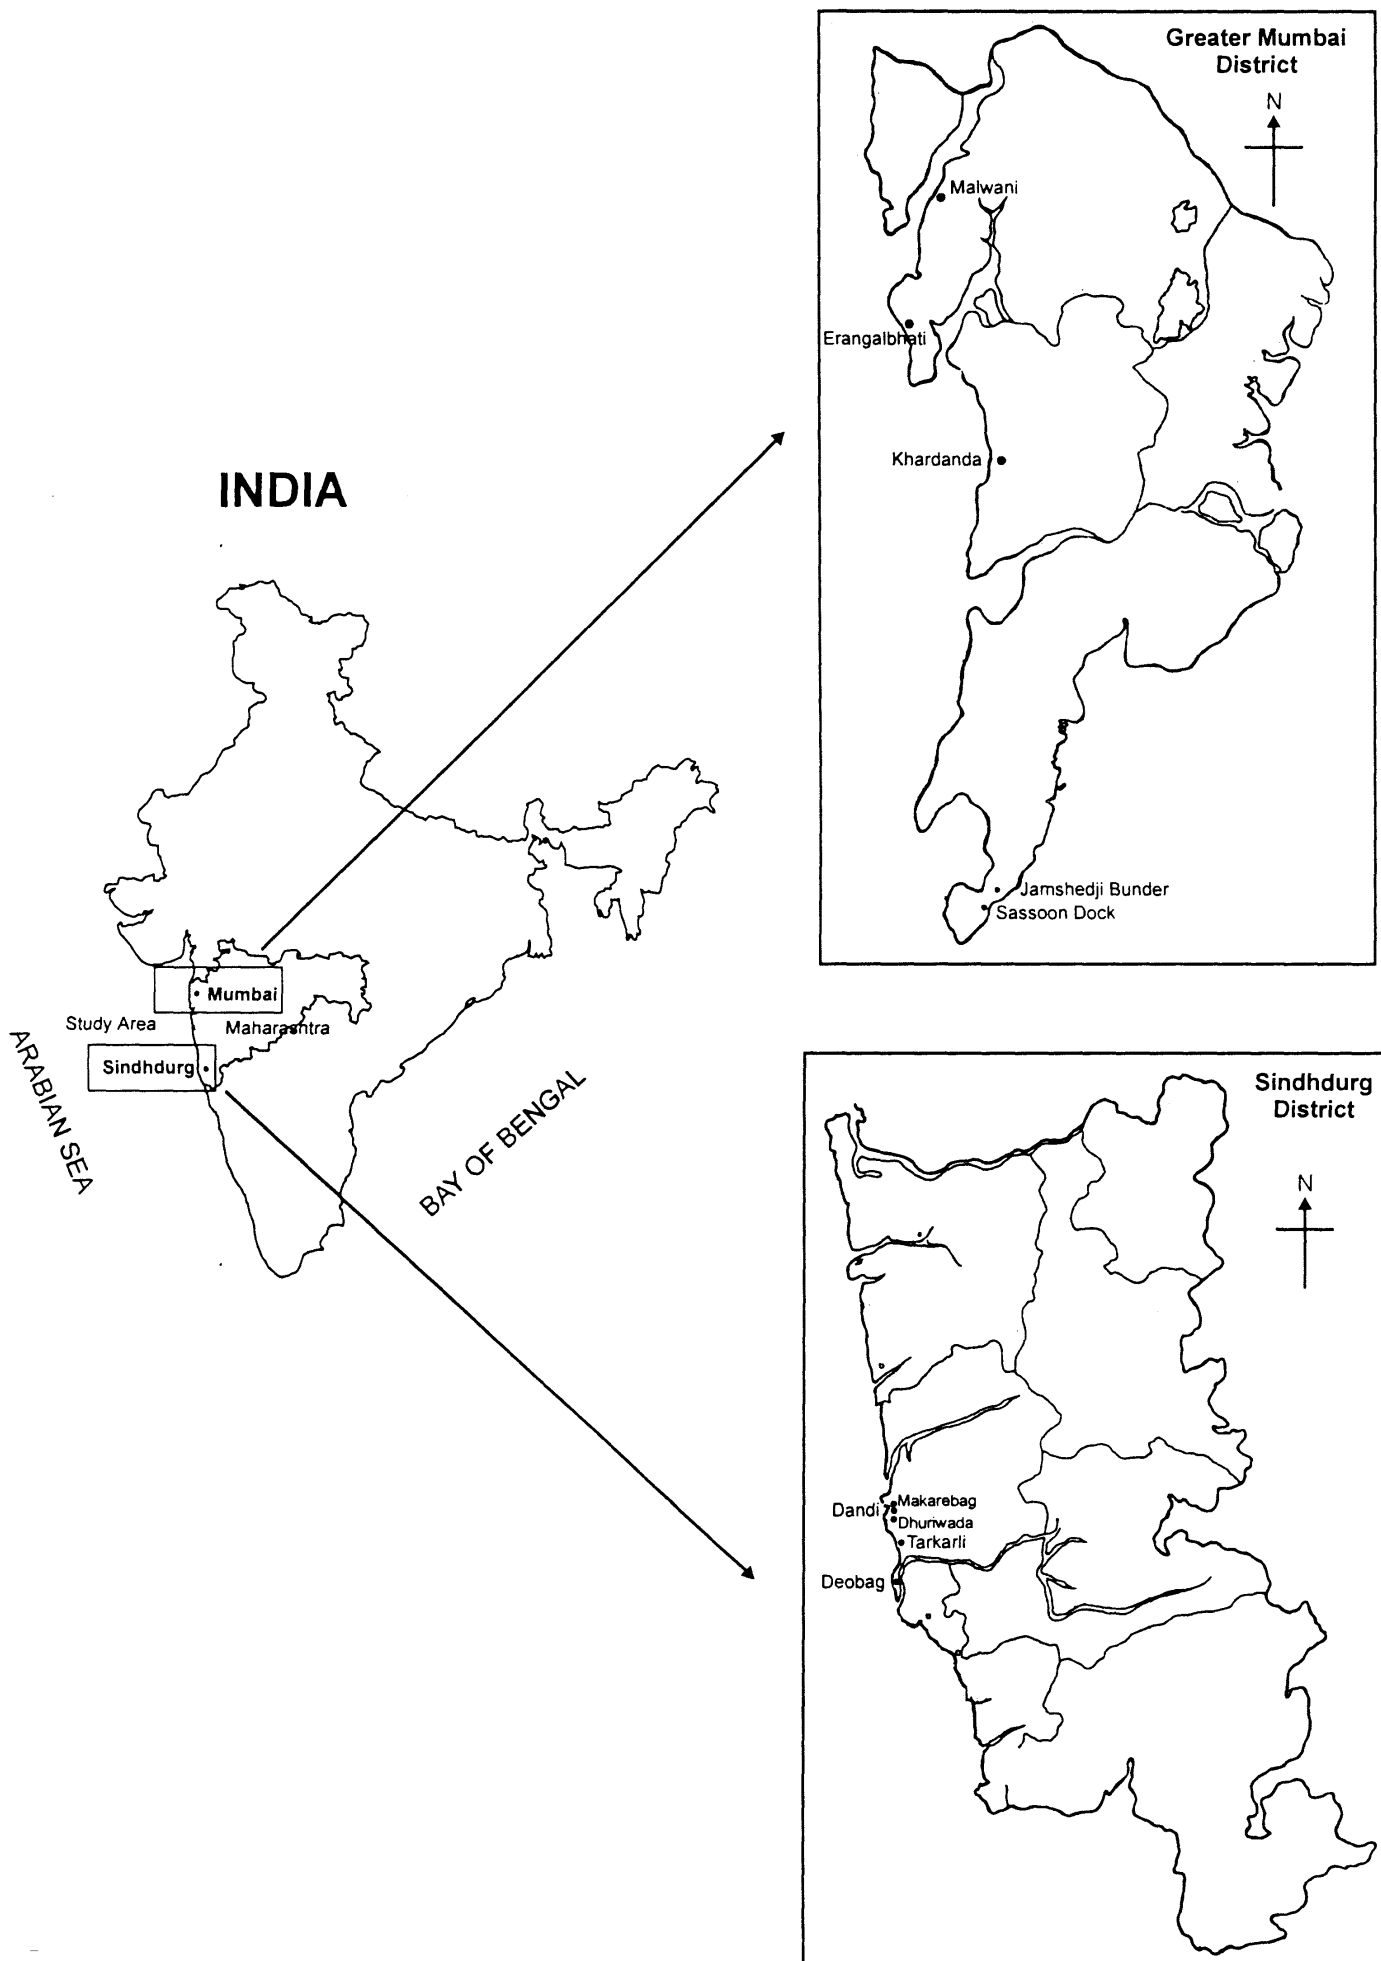 Greater Mumbai
District
N
Malwani
Erangalbhati
Khardanda
Jamshedji Bunder
Sassoon Dock
INDIA
Mumbai
Study Area
Maharashtra
Sindhdurg
ARABIAN SEA
BAY OF BENGAL
Sindhdurg
District
N
Makarebag
Dandi
Dhuriwada
Tarkarli
Deobag